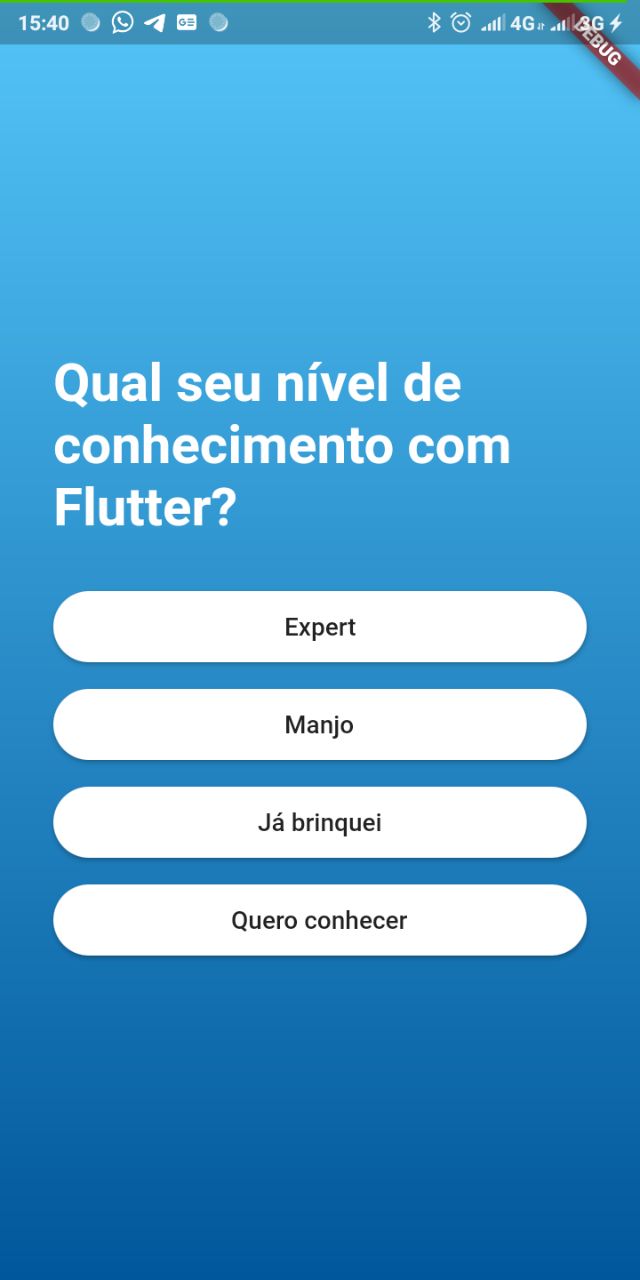 15:40 4G 3G
DEBUG
Qual seu nível de
conhecimento com
Flutter?
Expert
Manjo
Já brinquei
Quero conhecer